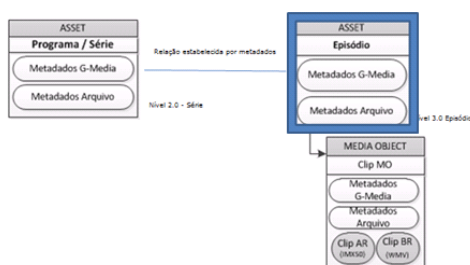 ASSET
Programa / Série
Metadados G-Media
Metadados Arquivo
Relação estabelecida por metadados
Nível 2.0 - Série
ASSET
Episódio
Metadados G-Media
Metadados Arquivo
vel 3.0 Episódio
MEDIA OBJECT
Clip MO
Metadados
G-Media
Metadados
Arquivo
Clip AR
(IMX50)
Clip BR
(WMV)